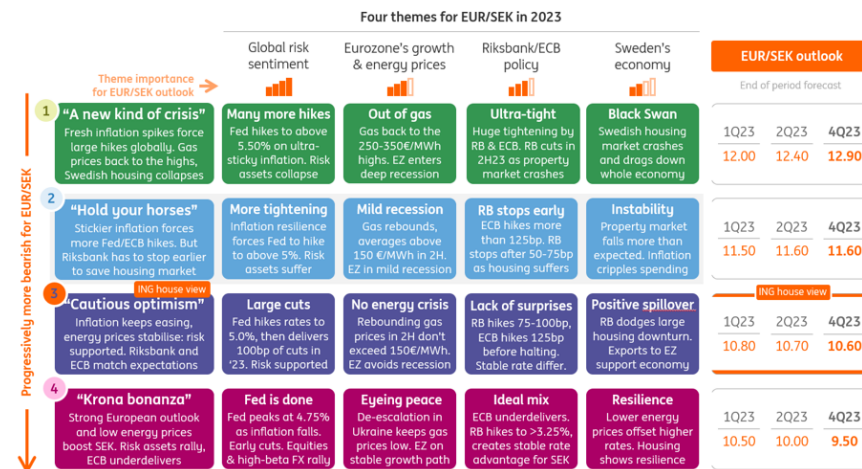 Four themes for EUR/SEK in 2023
Global risk
sentiment
Eurozone's growth
& energy prices
Riksbank/ECB
policy
Sweden's
economy
EUR/SEK outlook
End of period forecast
Theme importance
for EUR/SEK outlook
Progressively more bearish for EUR/SEK
1
“A new kind of crisis”
Fresh inflation spikes force
large hikes globally. Gas
prices back to the highs,
Swedish housing collapses
Many more hikes
Fed hikes to above
5.50% on ultra-
sticky inflation. Risk
assets collapse
Out of gas
Gas back to the
250-350€/MWh
highs. EZ enters
deep recession
Ultra-tight
Huge tightening by
RB & ECB. RB cuts in
2H23 as property
market crashes
Black Swan
Swedish housing
market crashes
and drags down
whole economy
1Q23 2Q23 4Q23
12.00 12.40 12.90
2
“Hold your horses”
Stickier inflation forces
more Fed/ECB hikes. But
Riksbank has to stop earlier
to save housing market
More tightening
Inflation resilience
forces Fed to hike
to above 5%. Risk
assets suffer
Mild recession
Gas rebounds,
averages above
150 €/MWh in 2H.
EZ in mild recession
RB stops early
ECB hikes more
than 125bp. RB
stops after 50-75bp
as housing suffers
Instability
Property market
falls more than
expected. Inflation
cripples spending
1Q23 2Q23 4Q23
11.50 11.60 11.60
ING house view
3
“Cautious optimism”
Inflation keeps easing,
energy prices stabilise: risk
supported. Riksbank and
ECB match expectations
Large cuts
Fed hikes rates to
5.0%, then delivers
100bp of cuts in
‘23. Risk supported
No energy crisis
Rebounding gas
prices in 2H don't
exceed 150€/MWh.
EZ avoids recession
Lack of surprises
RB hikes 75-100bp,
ECB hikes 125bp
before halting.
Stable rate differ.
Positive spillover
RB dodges large
housing downturn.
Exports to EZ
support economy
ING house view
1Q23 2Q23 4Q23
10.80 10.70 10.60
4
“Krona bonanza”
Strong European outlook
and low energy prices
boost SEK. Risk assets rally,
ECB underdelivers
Fed is done
Fed peaks at 4.75%
as inflation falls.
Early cuts. Equities
& high-beta FX rally
Eyeing peace
De-escalation in
Ukraine keeps gas
prices low. EZ on
stable growth path
Ideal mix
ECB underdelivers.
RB hikes to >3.25%,
creates stable rate
advantage for SEK
Resilience
Lower energy
prices offset higher
rates. Housing
shows resilience
1Q23 2Q23 4Q23
10.50 10.00 9.50